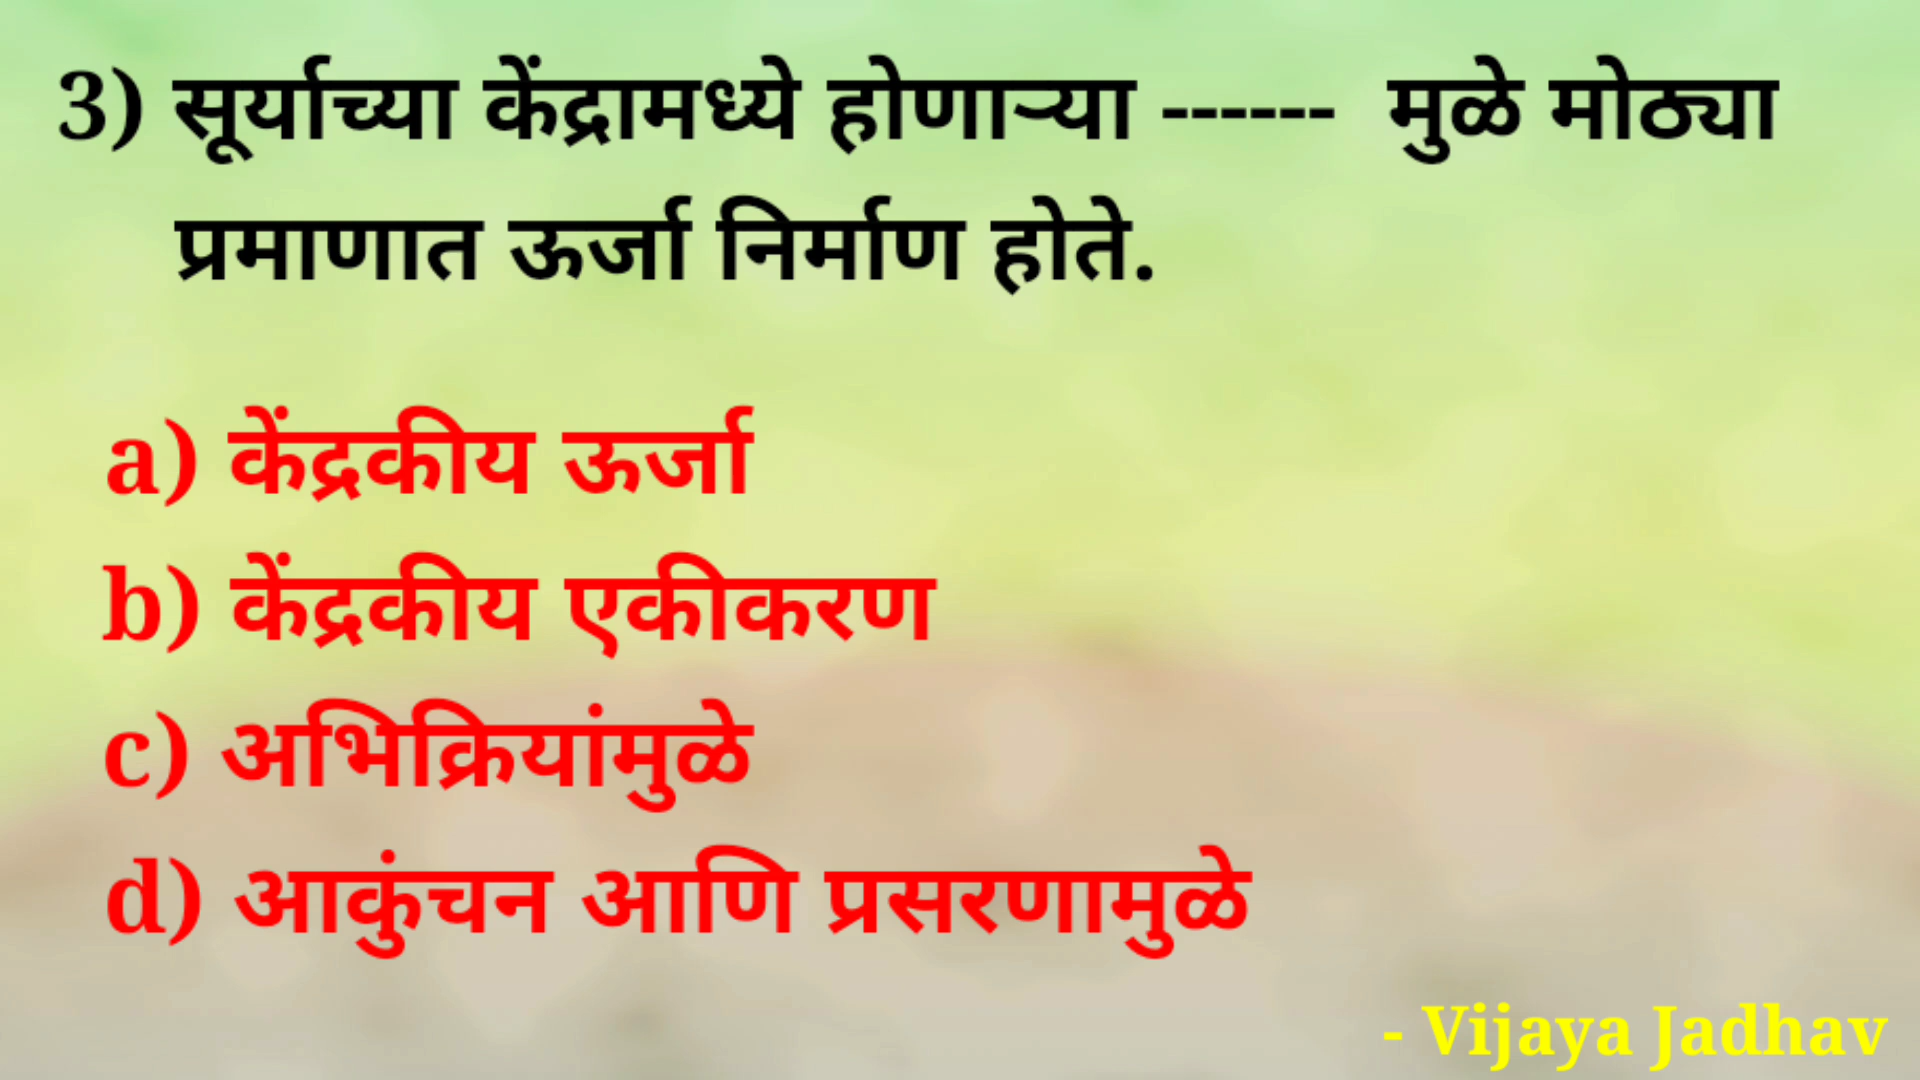 3) सूर्याच्या केंद्रामध्ये होणाऱ्या ------ मुळे मोठ्या
प्रमाणात ऊर्जा निर्माण होते.
a) केंद्रकीय ऊर्जा
b) केंद्रकीय एकीकरण
c) अभिक्रियांमुळे
d) आकुंचन आणि प्रसरणामुळे
- Vijaya Jadhav